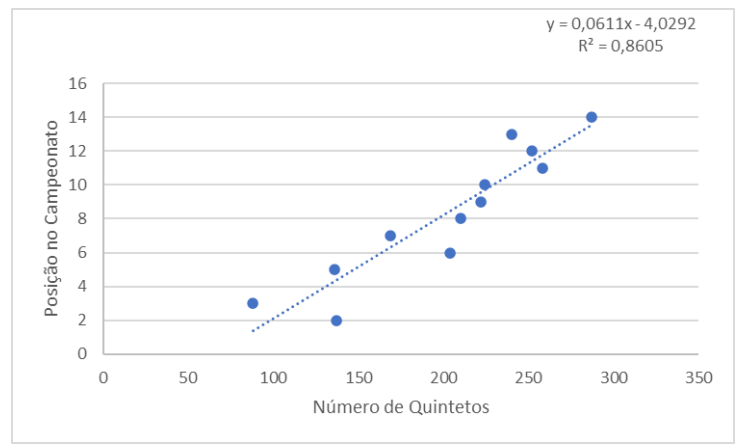 y = 0,0611x - 4,0292
R² = 0,8605
16
14
12
10
8
6
4
2
0
Posição no Campeonato
0 50 100 150 200 250 300 350
Número de Quintetos